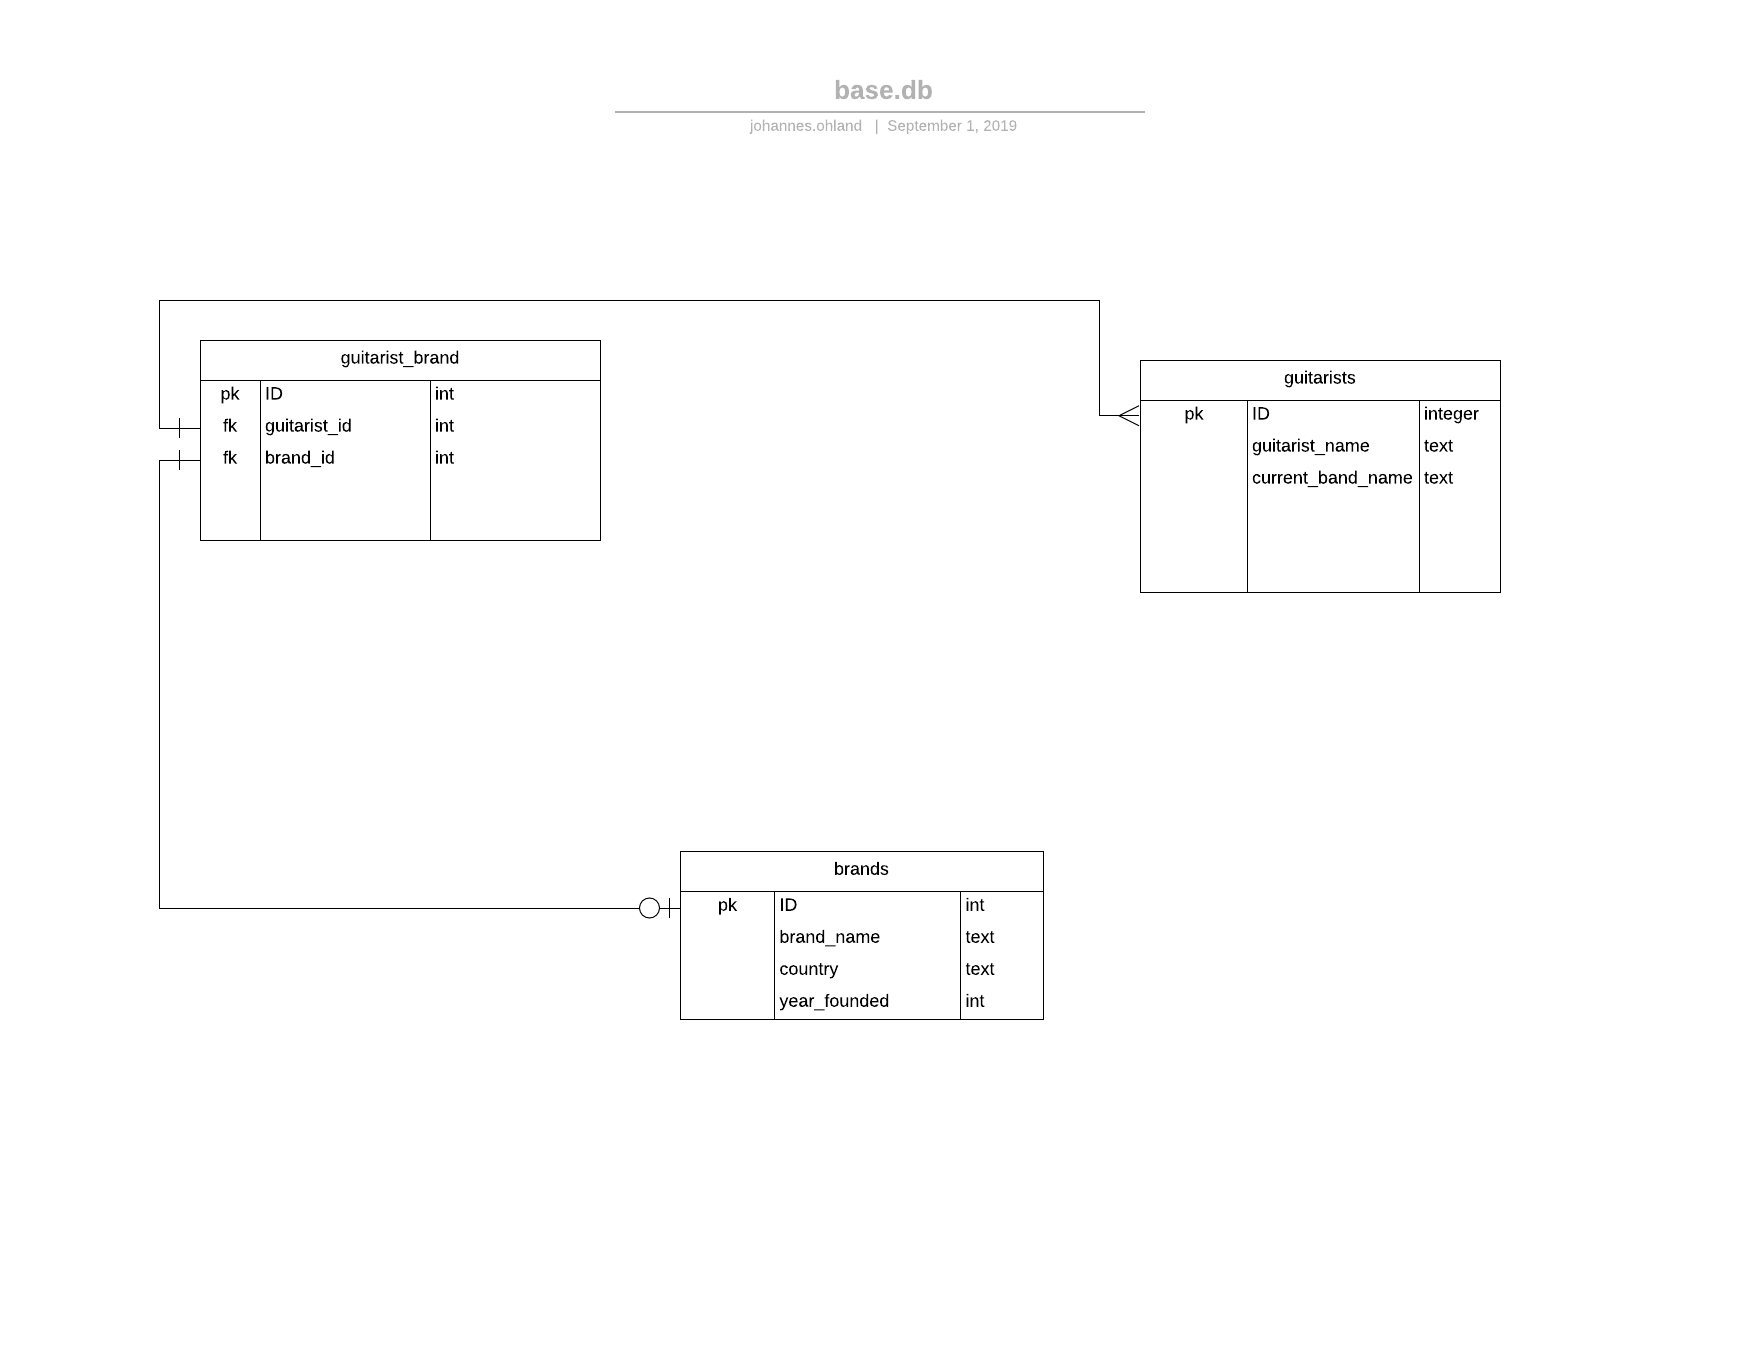 base.db
johannes.ohland | September 1, 2019
guitarist_brand
pk ID int
fk guitarist_id int
fk brand_id int
guitarists
pk ID integer
guitarist_name text
current_band_name text
brands
pk ID int
brand_name text
country text
year_founded int